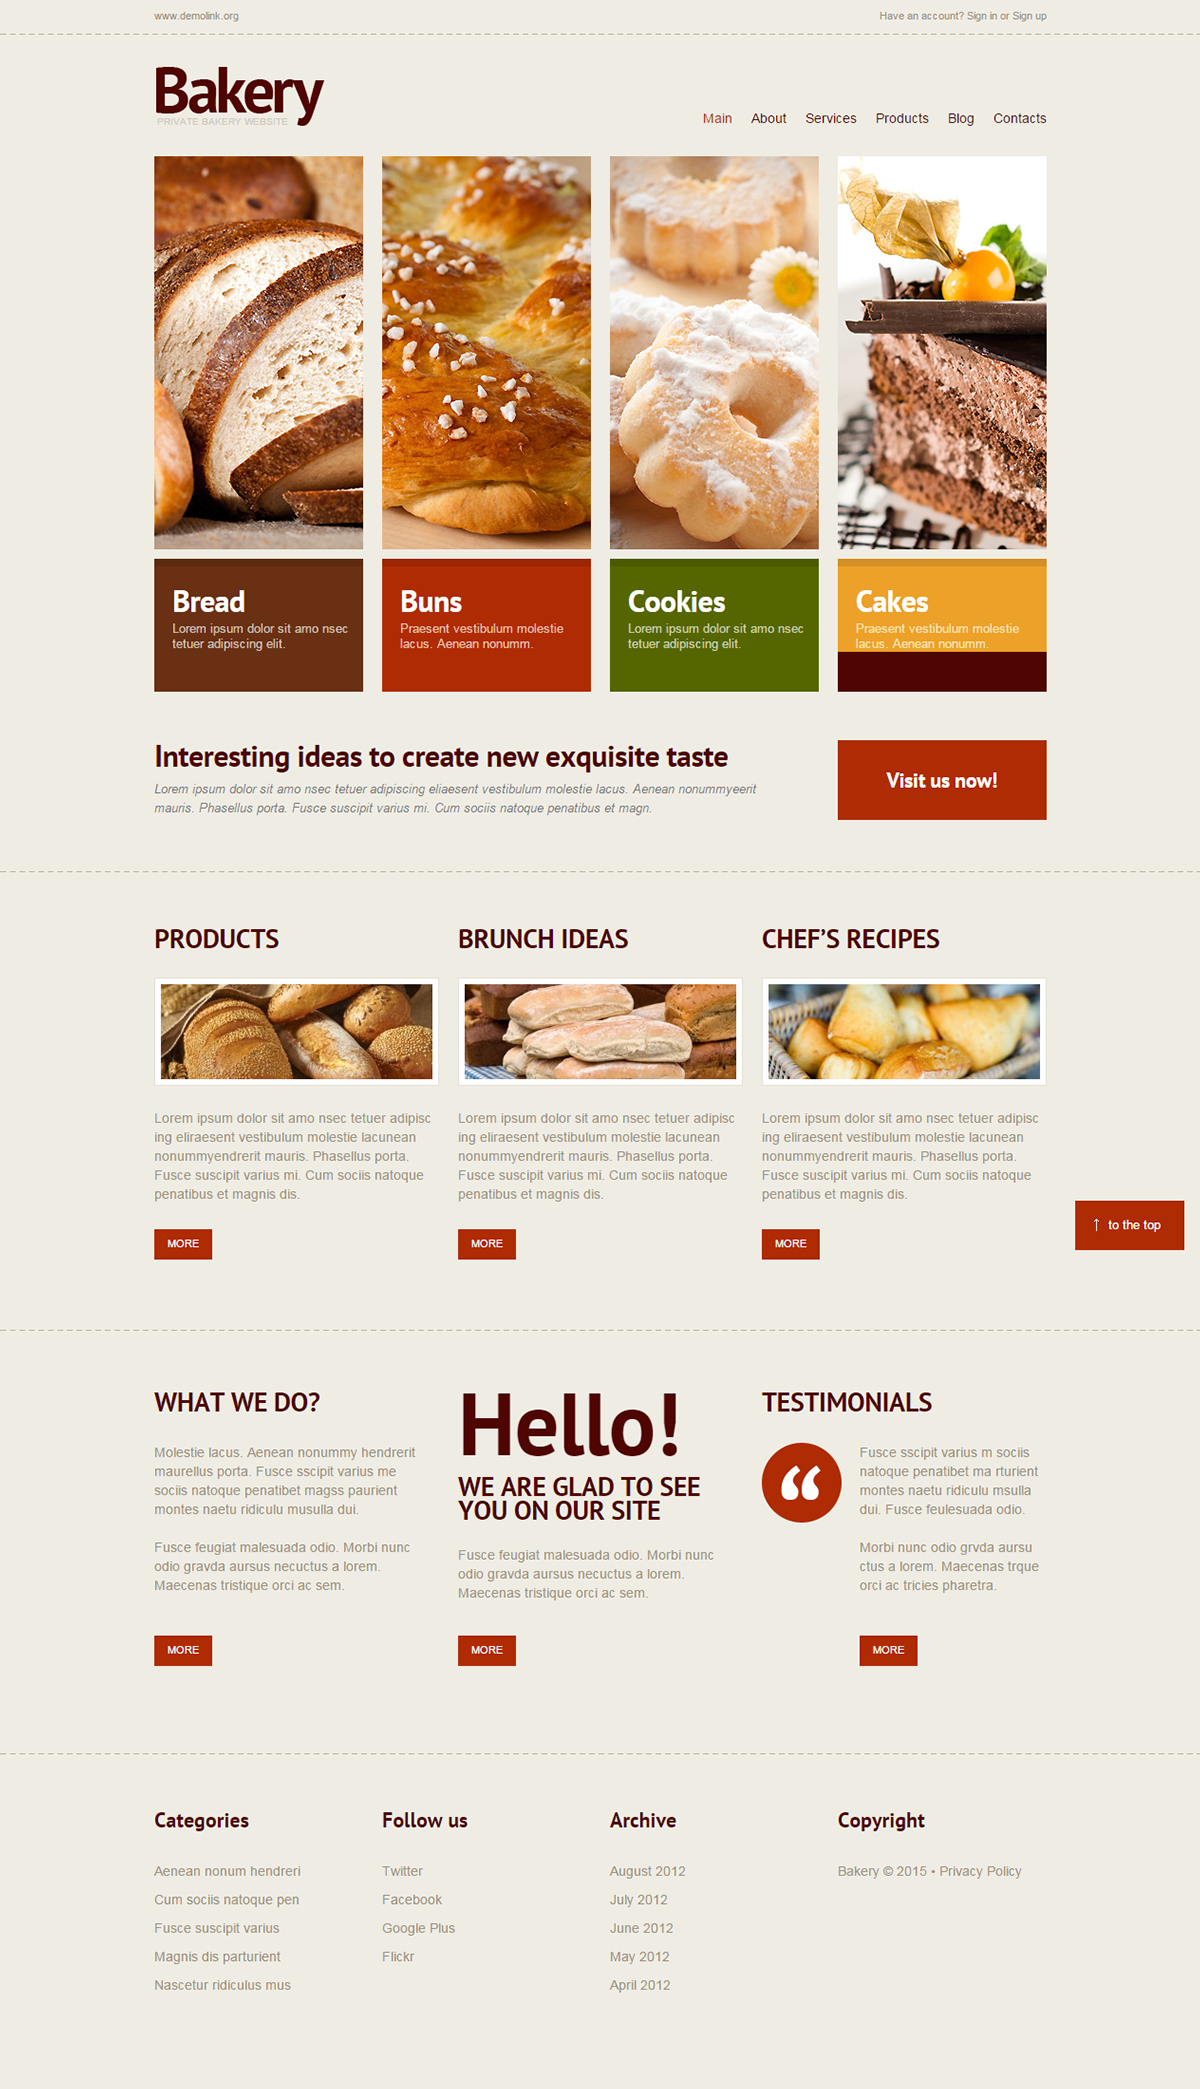 www.demolink.org
Have an account? Sign in or Sign up
Bakery
PRIVATE BAKERY WEBSITE
Main About Services Products Blog Contacts
Bread
Lorem ipsum dolor sit amo nsec
tetuer adipiscing elit.
Buns
Praesent vestibulum molestie
lacus. Aenean nonumm.
Cookies
Lorem ipsum dolor sit amo nsec
tetuer adipiscing elit.
Cakes
Praesent vestibulum molestie
lacus. Aenean nonumm.
Interesting ideas to create new exquisite taste
Lorem ipsum dolor sit amo nsec tetuer adipiscing eliaesent vestibulum molestie lacus. Aenean nonummyeerit
mauris. Phasellus porta. Fusce suscipit varius mi. Cum sociis natoque penatibus et magn.
Visit us now!
PRODUCTS
Lorem ipsum dolor sit amo nsec tetuer adipisc
ing eliraesent vestibulum molestie lacunean
nonummyendrerit mauris. Phasellus porta.
Fusce suscipit varius mi. Cum sociis natoque
penatibus et magnis dis.
MORE
BRUNCH IDEAS
Lorem ipsum dolor sit amo nsec tetuer adipisc
ing eliraesent vestibulum molestie lacunean
nonummyendrerit mauris. Phasellus porta.
Fusce suscipit varius mi. Cum sociis natoque
penatibus et magnis dis.
MORE
CHEF’S RECIPES
Lorem ipsum dolor sit amo nsec tetuer adipisc
ing eliraesent vestibulum molestie lacunean
nonummyendrerit mauris. Phasellus porta.
Fusce suscipit varius mi. Cum sociis natoque
penatibus et magnis dis.
MORE
↑ to the top
WHAT WE DO?
Molestie lacus. Aenean nonummy hendrerit
maurellus porta. Fusce sscipit varius me
sociis natoque penatibet magss paurient
montes naetu ridiculu musulla dui.
Fusce feugiat malesuada odio. Morbi nunc
odio gravda aursus necuctus a lorem.
Maecenas tristique orci ac sem.
MORE
Hello!
WE ARE GLAD TO SEE
YOU ON OUR SITE
Fusce feugiat malesuada odio. Morbi nunc
odio gravda aursus necuctus a lorem.
Maecenas tristique orci ac sem.
MORE
TESTIMONIALS
“
Fusce sscipit varius m sociis
natoque penatibet ma rturient
montes naetu ridiculu msulla
dui. Fusce feulesuada odio.
Morbi nunc odio grvda aursu
ctus a lorem. Maecenas trque
orci ac tricies pharetra.
MORE
Categories
Aenean nonum hendreri
Cum sociis natoque pen
Fusce suscipit varius
Magnis dis parturient
Nascetur ridiculus mus
Follow us
Twitter
Facebook
Google Plus
Flickr
Archive
August 2012
July 2012
June 2012
May 2012
April 2012
Copyright
Bakery © 2015 • Privacy Policy